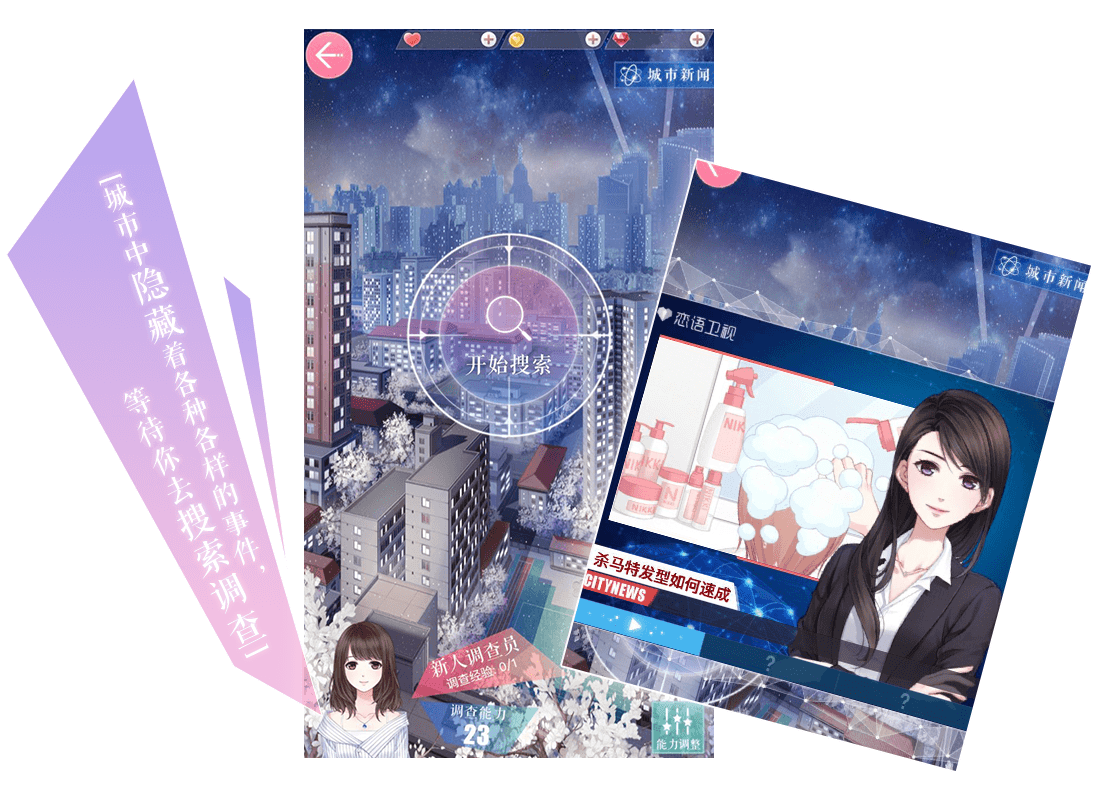 [城市中隐藏着各种各样的事件,
等待你去搜索调查]
城市新闻
开始搜索
新人调查员
调查经验: 0/1
调查能力
23
能力调整
城市新闻
恋语卫视
NIK
NIKK
N
NIKKI
NIKKI
杀马特发型如何速成
CITYNEWS
?
?